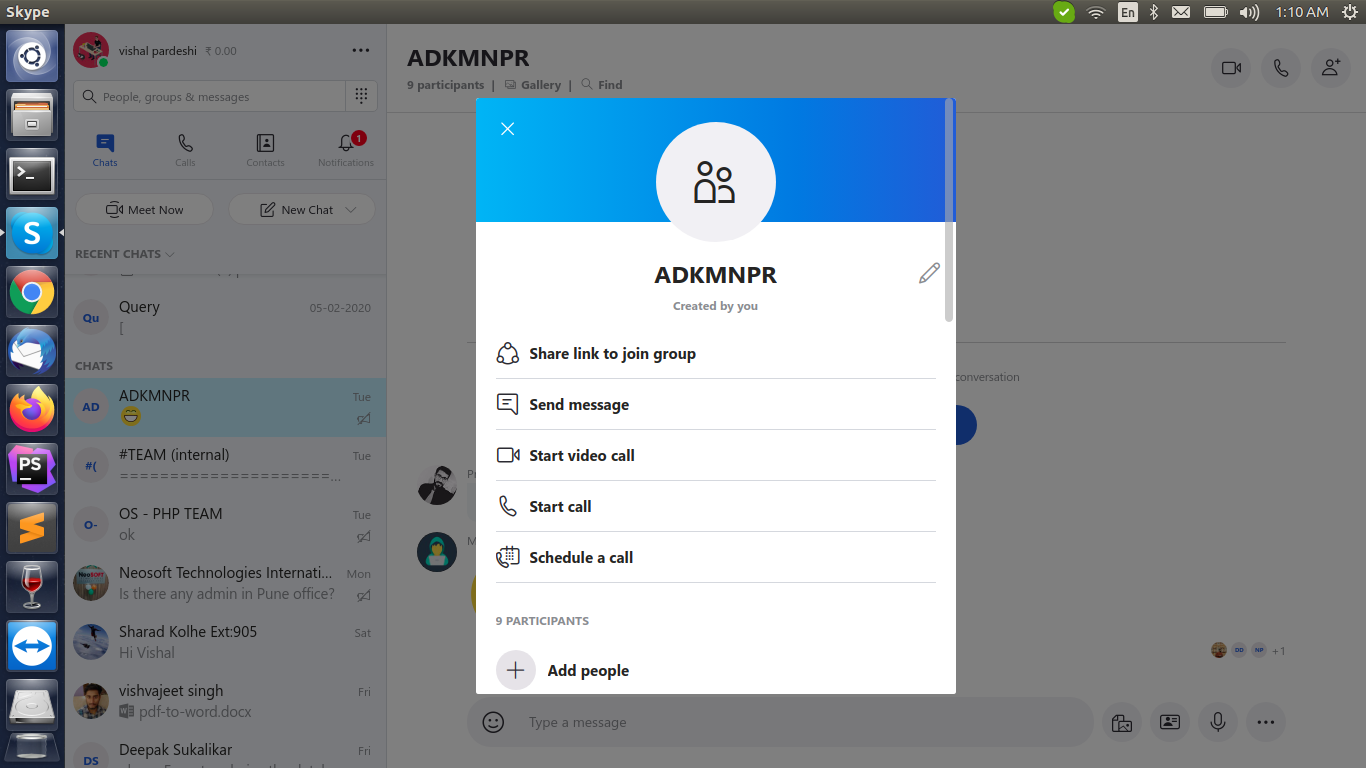 Skype
En
1:10 AM
vishal pardeshi ₹ 0.00
People, groups & messages
Chats
Calls
Contacts
Notifications
1
Meet Now
New Chat
RECENT CHATS
Query
05-02-2020
Qu
[
CHATS
AD
ADKMNPR
Tue
#(
#TEAM (internal)
Tue
=====================...
O-
OS - PHP TEAM
Tue
ok
Neosoft Technologies Internati...
Mon
Is there any admin in Pune office?
Sharad Kolhe Ext:905
Sat
Hi Vishal
vishvajeet singh
Fri
pdf-to-word.docx
DS
Deepak Sukalikar
Fri
S
PS
ADKMNPR
9 participants | Gallery | Find
conversation
ADKMNPR
Created by you
Share link to join group
Send message
Start video call
Start call
Schedule a call
9 PARTICIPANTS
Add people
DD
NP
+1
Type a message